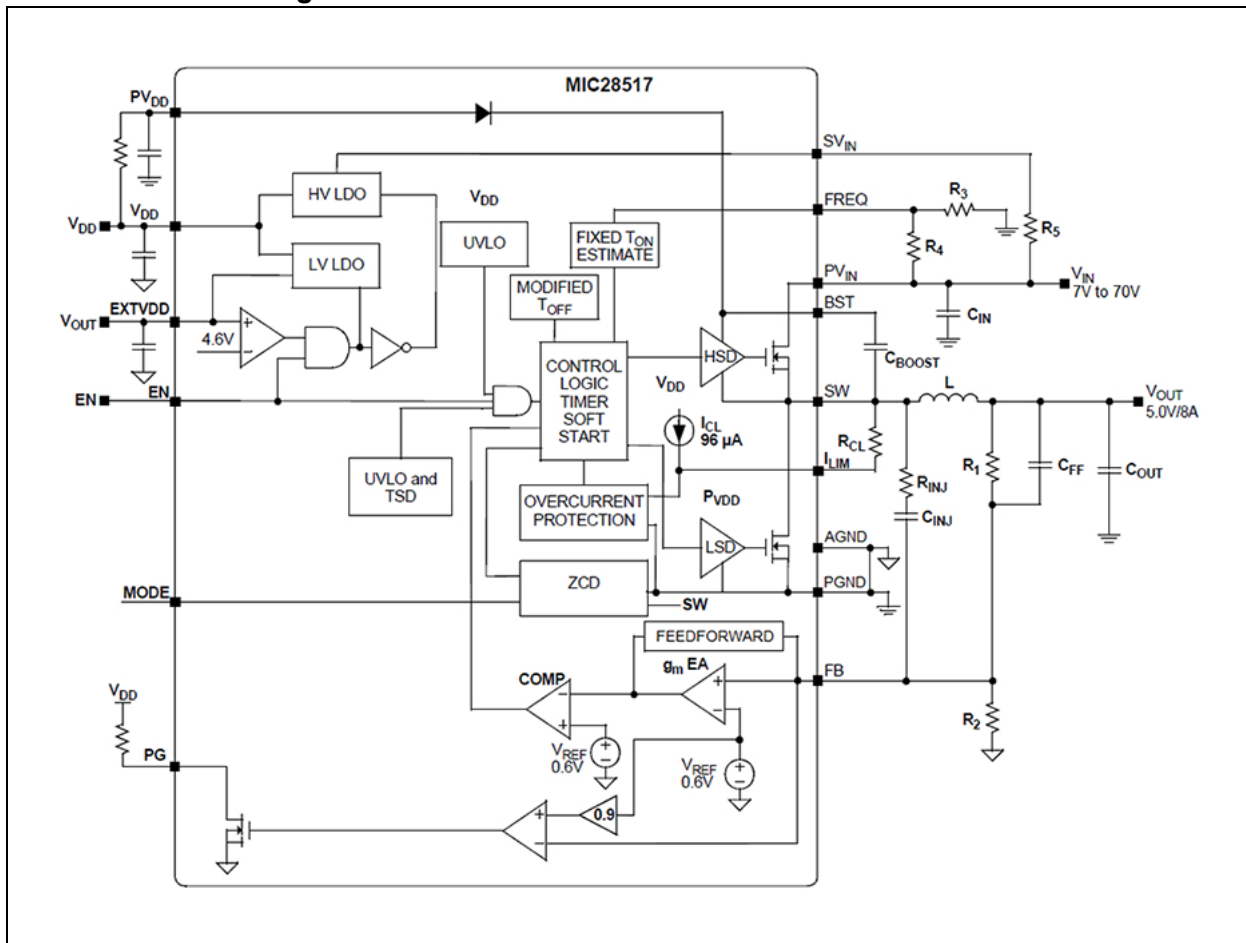 g
MIC28517
PVDD
SVIN
HV LDO
VDD
FREQ
R3
VDD
VDD
UVLO
FIXED TON
ESTIMATE
R4
R5
LV LDO
MODIFIED
TOFF
PVIN
VIN
7V to 70V
EXTVDD
VOUT
BST
CIN
4.6V
+
−
HSD
CBOOST
CONTROL
LOGIC
TIMER
SOFT
START
VDD
EN
EN
SW
L
VOUT
5.0V/8A
ICL
96 µA
RCL
ILIM
R1
CFF
COUT
UVLO and
TSD
RINJ
OVERCURRENT
PROTECTION
PVDD
CINJ
LSD
AGND
ZCD
PGND
MODE
SW
FEEDFORWARD
gm EA
COMP
FB
−
+
+
−
VDD
R2
VREF
0.6V
+
−
VREF
0.6V
+
−
PG
0.9
+
−